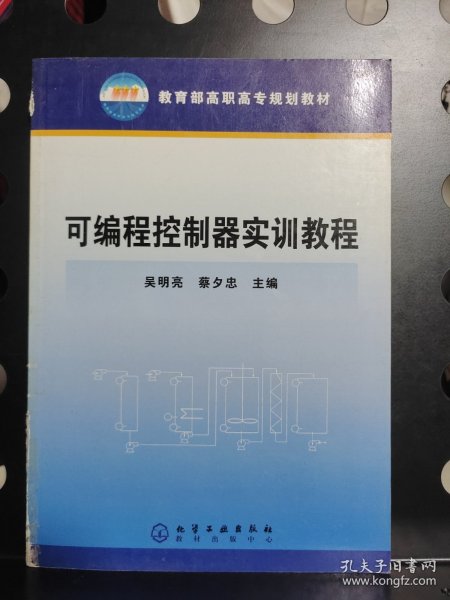 教育部高职高专规划教材
可编程控制器实训教程
吴明亮 蔡夕忠 主编
化学工业出版社
教材出版中心
孔夫子旧书网
www.kongfz.com